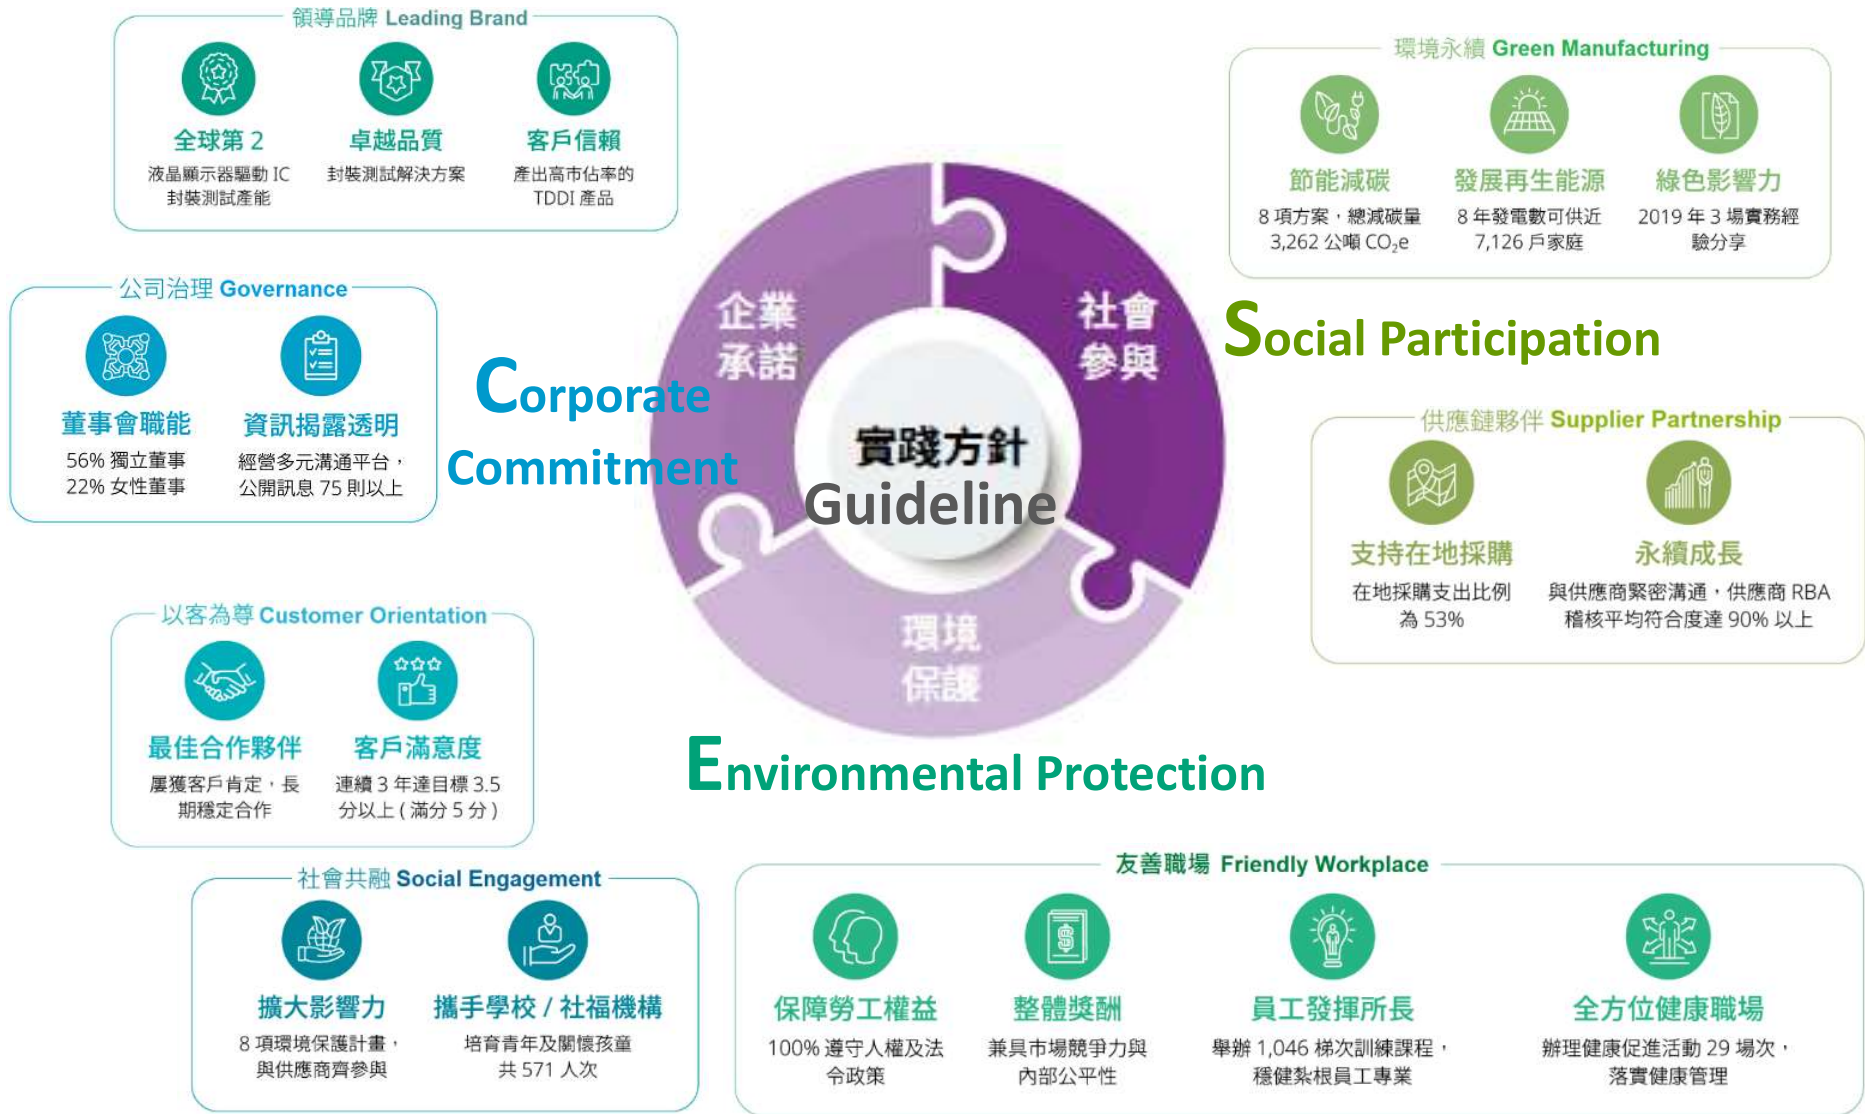 領導品牌 Leading Brand
全球第 2
液晶顯示器驅動 IC
封裝測試產能
卓越品質
封裝測試解決方案
客戶信賴
產出高市佔率的
TDDI 產品
公司治理 Governance
董事會職能
56% 獨立董事
22% 女性董事
資訊揭露透明
經營多元溝通平台，
公開訊息 75 則以上
以客為尊 Customer Orientation
最佳合作夥伴
屢獲客戶肯定，長
期穩定合作
客戶滿意度
連續 3 年達目標 3.5
分以上 ( 滿分 5 分 )
社會共融 Social Engagement
擴大影響力
8 項環境保護計畫，
與供應商齊參與
攜手學校 / 社福機構
培育青年及關懷孩童
共 571 人次
企業
承諾
社會
參與
環境
保護
實踐方針
Guideline
Corporate
Commitment
Social Participation
Environmental Protection
環境永續 Green Manufacturing
節能減碳
8 項方案，總減碳量
3,262 公噸 CO₂e
發展再生能源
8 年發電數可供近
7,126 戶家庭
綠色影響力
2019 年 3 場實務經
驗分享
供應鏈夥伴 Supplier Partnership
支持在地採購
在地採購支出比例
為 53%
永續成長
與供應商緊密溝通，供應商 RBA
稽核平均符合度達 90% 以上
友善職場 Friendly Workplace
保障勞工權益
100% 遵守人權及法
令政策
整體獎酬
兼具市場競爭力與
內部公平性
員工發揮所長
舉辦 1,046 梯次訓練課程，
穩健紮根員工專業
全方位健康職場
辦理健康促進活動 29 場次，
落實健康管理